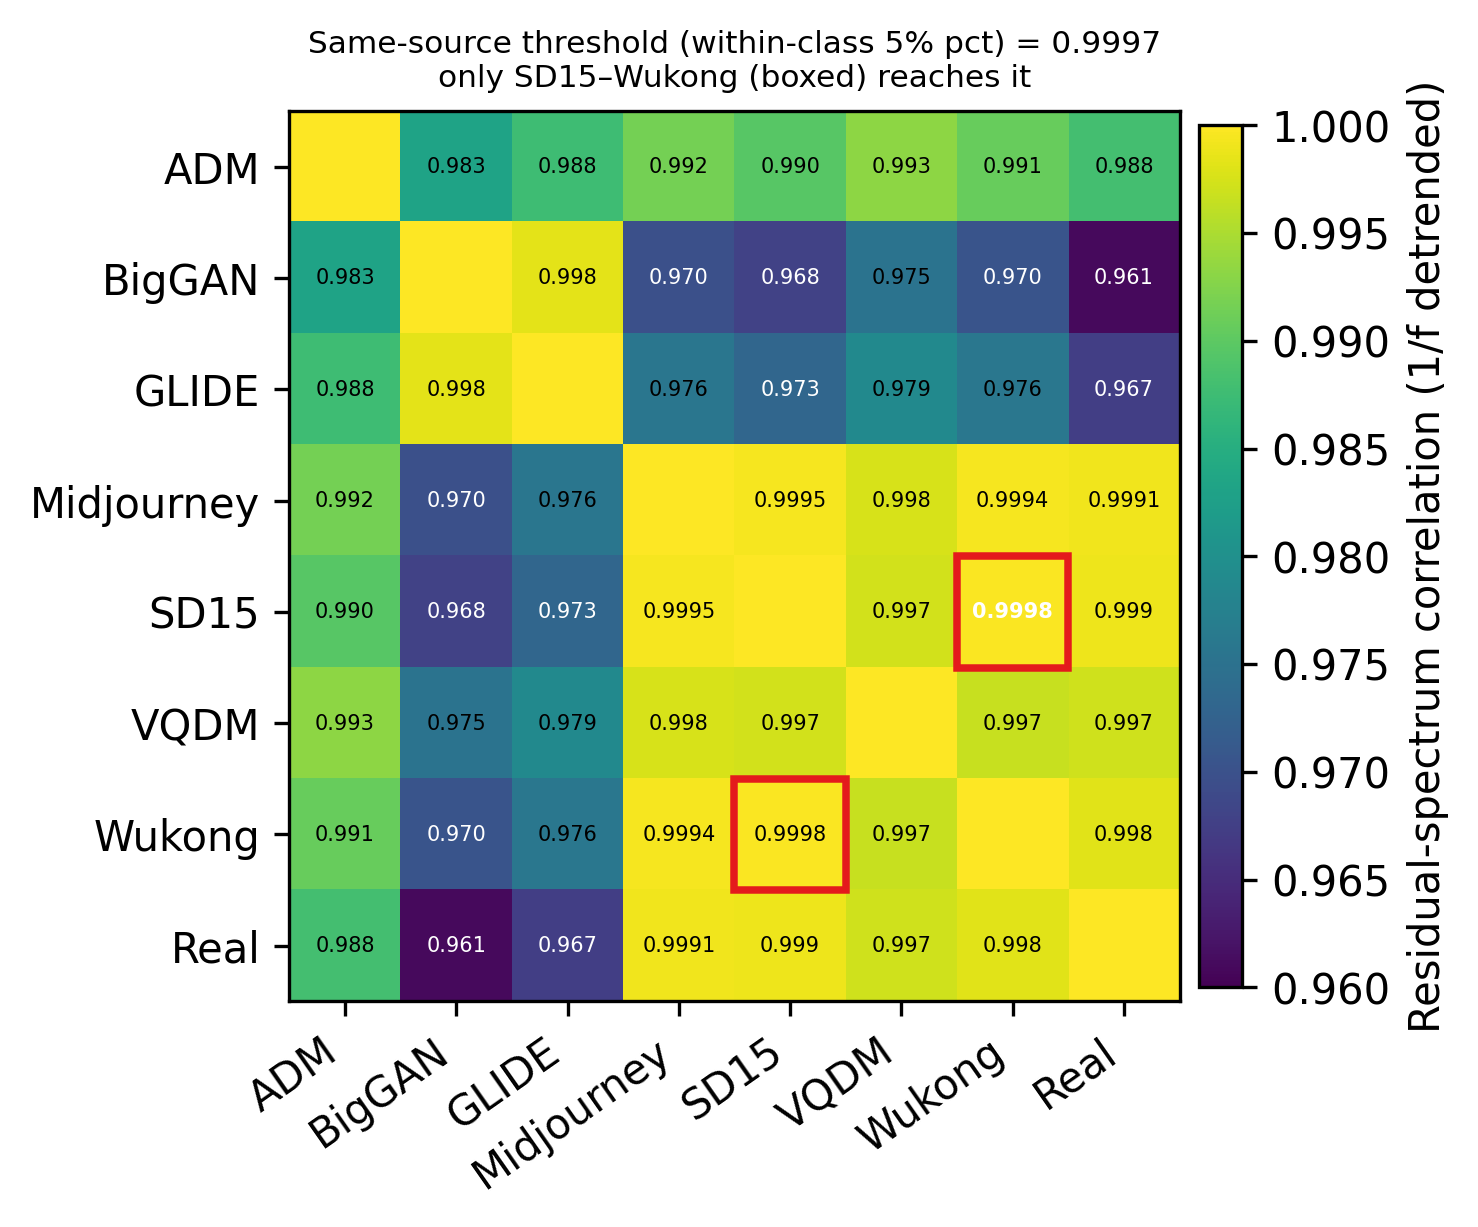 Same-source threshold (within-class 5% pct) = 0.9997
only SD15–Wukong (boxed) reaches it
ADM 0.983 0.988 0.992 0.990 0.993 0.991 0.988
BigGAN 0.983 0.998 0.970 0.968 0.975 0.970 0.961
GLIDE 0.988 0.998 0.976 0.973 0.979 0.976 0.967
Midjourney 0.992 0.970 0.976 0.9995 0.998 0.9994 0.9991
SD15 0.990 0.968 0.973 0.9995 0.997 0.9998 0.999
VQDM 0.993 0.975 0.979 0.998 0.997 0.997 0.997
Wukong 0.991 0.970 0.976 0.9994 0.9998 0.997 0.998
Real 0.988 0.961 0.967 0.9991 0.999 0.997 0.998
ADM BigGAN GLIDE Midjourney SD15 VQDM Wukong Real
1.000
0.995
0.990
0.985
0.980
0.975
0.970
0.965
0.960
Residual-spectrum correlation (1/f detrended)